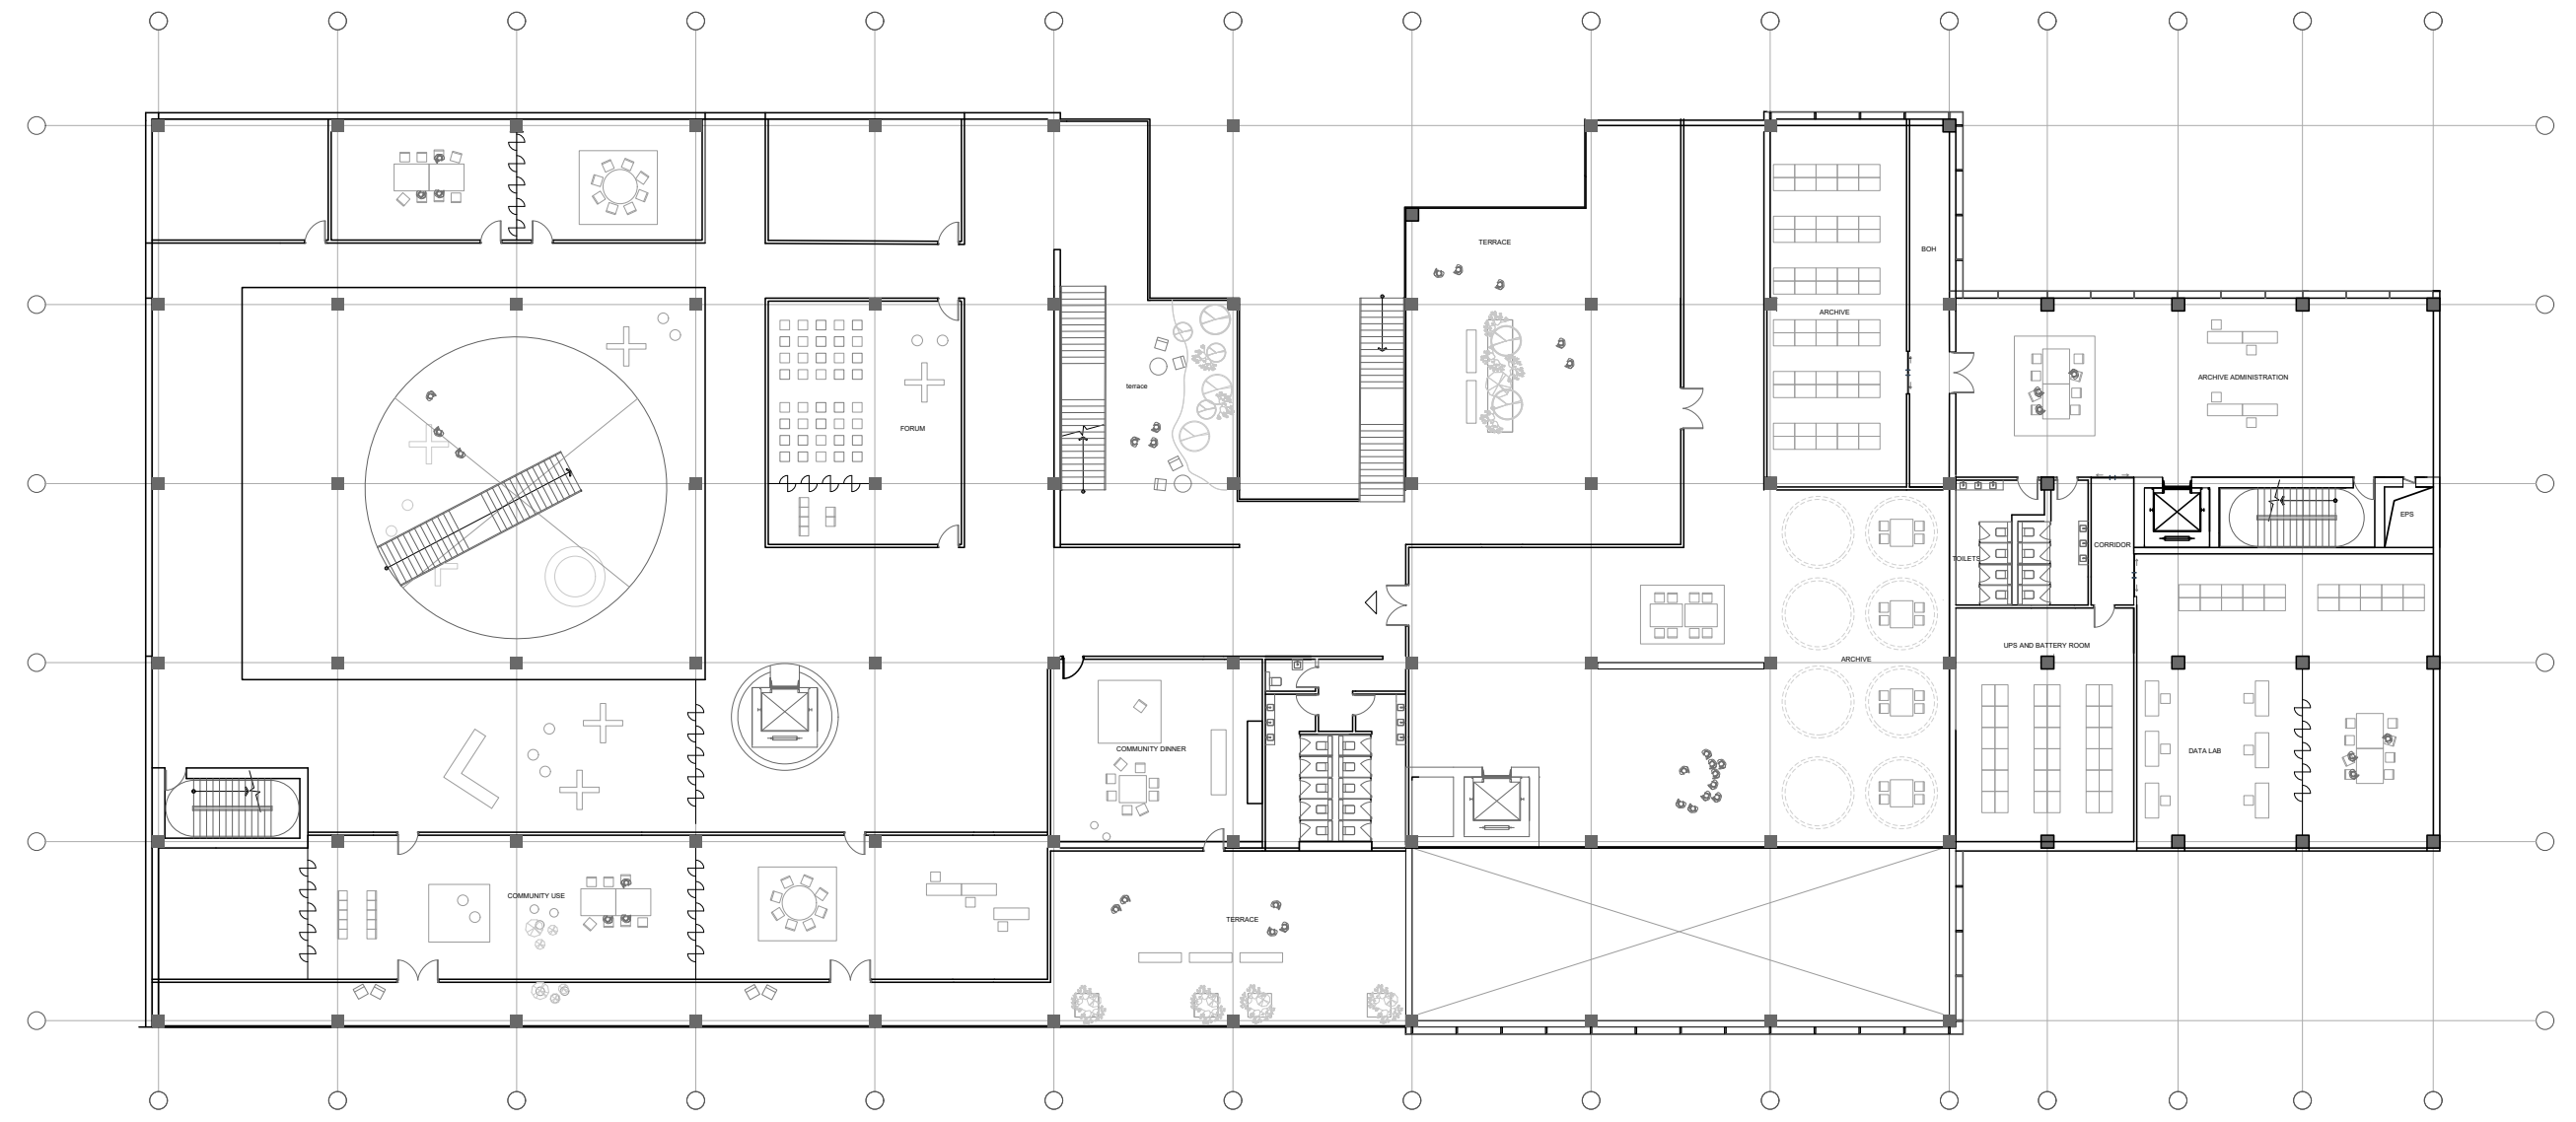 TERRACE
BOH
ARCHIVE
ARCHIVE ADMINISTRATION
terrace
FORUM
EPS
CORRIDOR
TOILETS
UPS AND BATTERY ROOM
ARCHIVE
COMMUNITY DINNER
DATA LAB
COMMUNITY USE
TERRACE